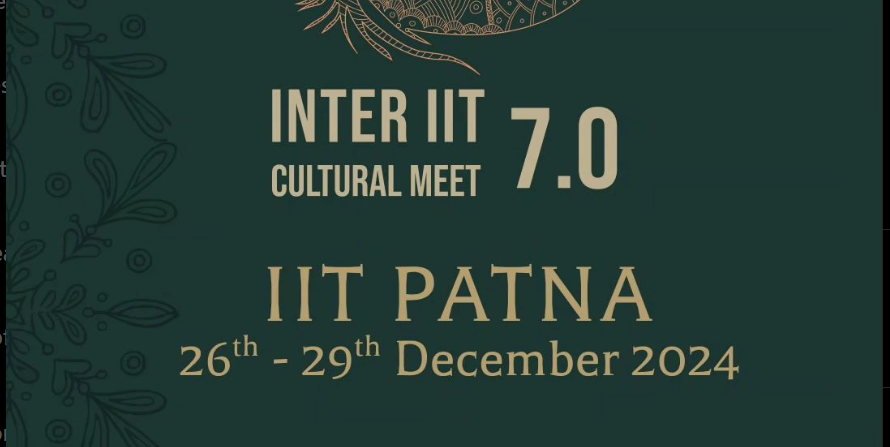 INTER IIT 7.0
CULTURAL MEET
IIT PATNA
26th - 29th December 2024